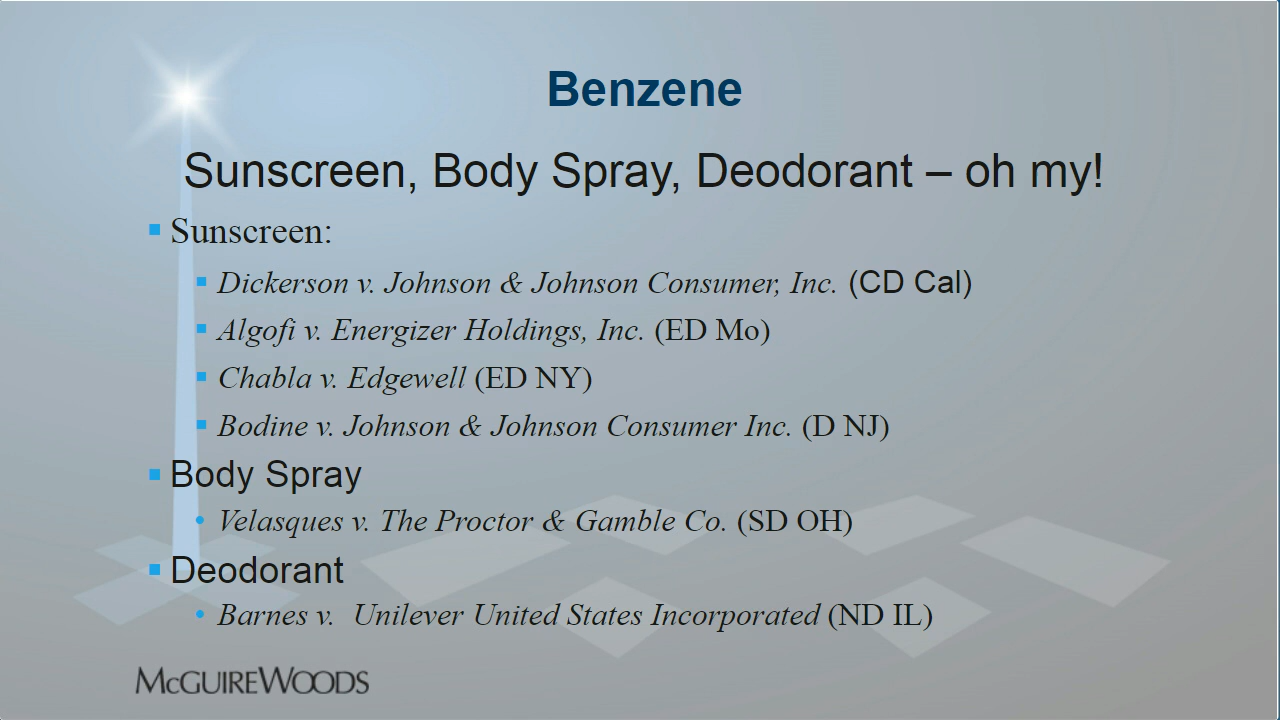 Benzene
Sunscreen, Body Spray, Deodorant – oh my!
Sunscreen:
Dickerson v. Johnson & Johnson Consumer, Inc. (CD Cal)
Algofi v. Energizer Holdings, Inc. (ED Mo)
Chabla v. Edgewell (ED NY)
Bodine v. Johnson & Johnson Consumer Inc. (D NJ)
Body Spray
Velasques v. The Proctor & Gamble Co. (SD OH)
Deodorant
Barnes v.  Unilever United States Incorporated (ND IL)
McGuireWoods